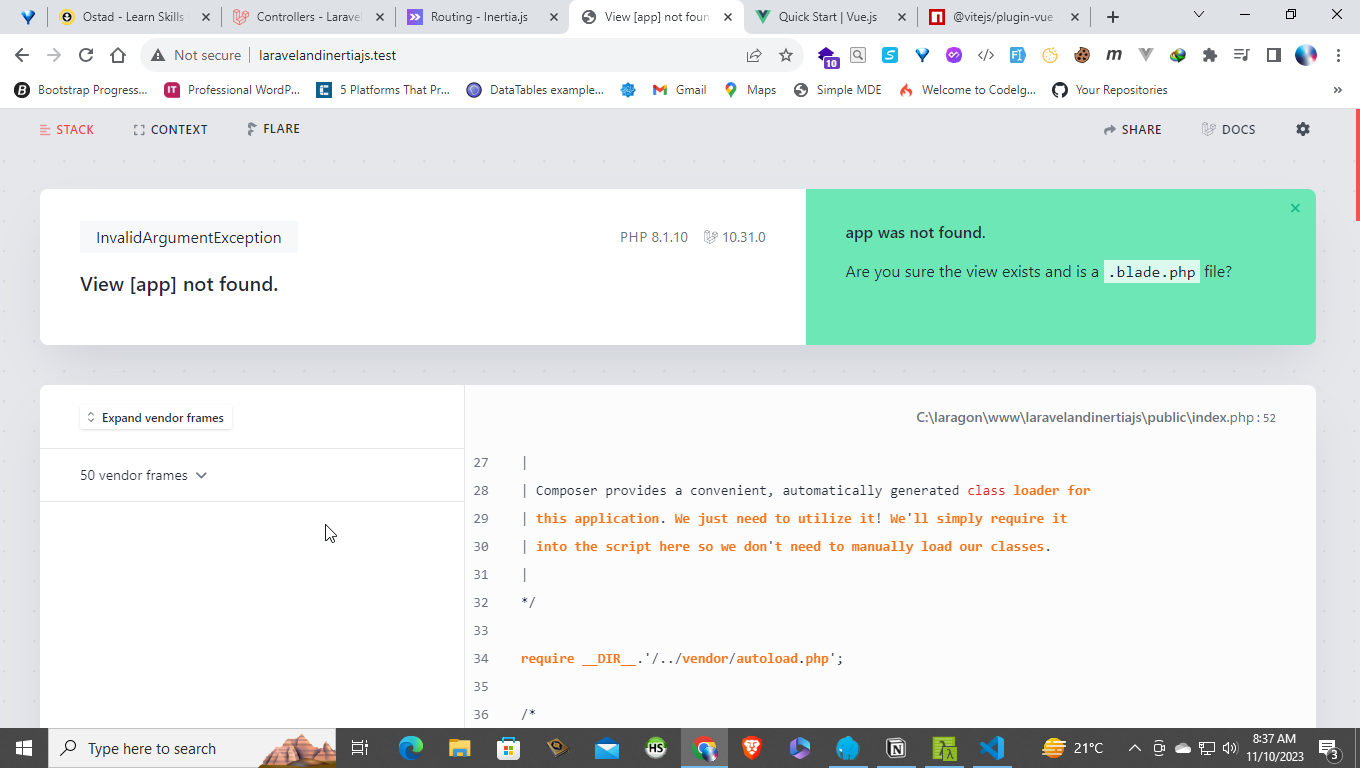 Ostad - Learn Skills
Controllers - Laravel
Routing - Inertia.js
View [app] not foun
Quick Start | Vue.js
@vitejs/plugin-vue
Not secure
laravelandinertiajs.test
10
Bootstrap Progress...
Professional WordP...
5 Platforms That Pr...
DataTables example...
Gmail
Maps
Simple MDE
Welcome to CodeIg...
Your Repositories
»
STACK
CONTEXT
FLARE
SHARE
DOCS
InvalidArgumentException
PHP 8.1.10
10.31.0
View [app] not found.
app was not found.
Are you sure the view exists and is a .blade.php file?
Expand vendor frames
50 vendor frames
C:\laragon\www\laravelandinertiajs\public\index.php : 52
27 |
28 | Composer provides a convenient, automatically generated class loader for
29 | this application. We just need to utilize it! We'll simply require it
30 | into the script here so we don't need to manually load our classes.
31 |
32 */
33
34 require __DIR__.'/../vendor/autoload.php';
35
36 /*
Type here to search
HS
21°C
8:37 AM
11/10/2023
3